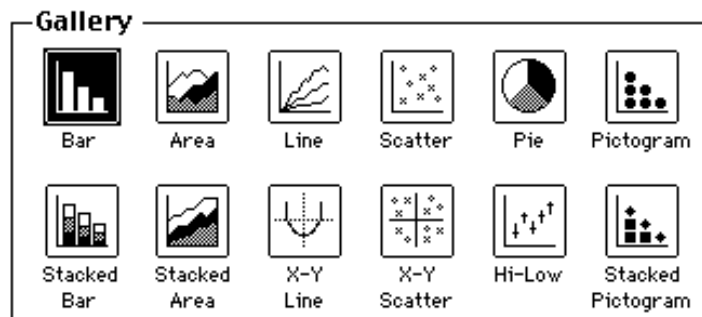 Gallery
Bar
Area
Line
Scatter
Pie
Pictogram
Stacked
Bar
Stacked
Area
X-Y
Line
X-Y
Scatter
Hi-Low
Stacked
Pictogram